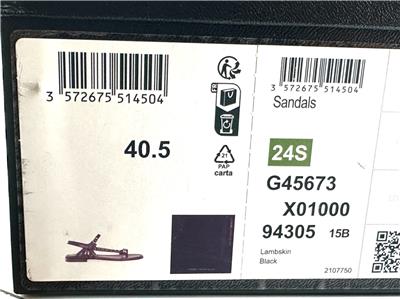 3 572675 514504
40.5
21
PAP
carta
3 572675 514504
Sandals
24S
G45673
X01000
94305 15B
Lambskin
Black
2107750